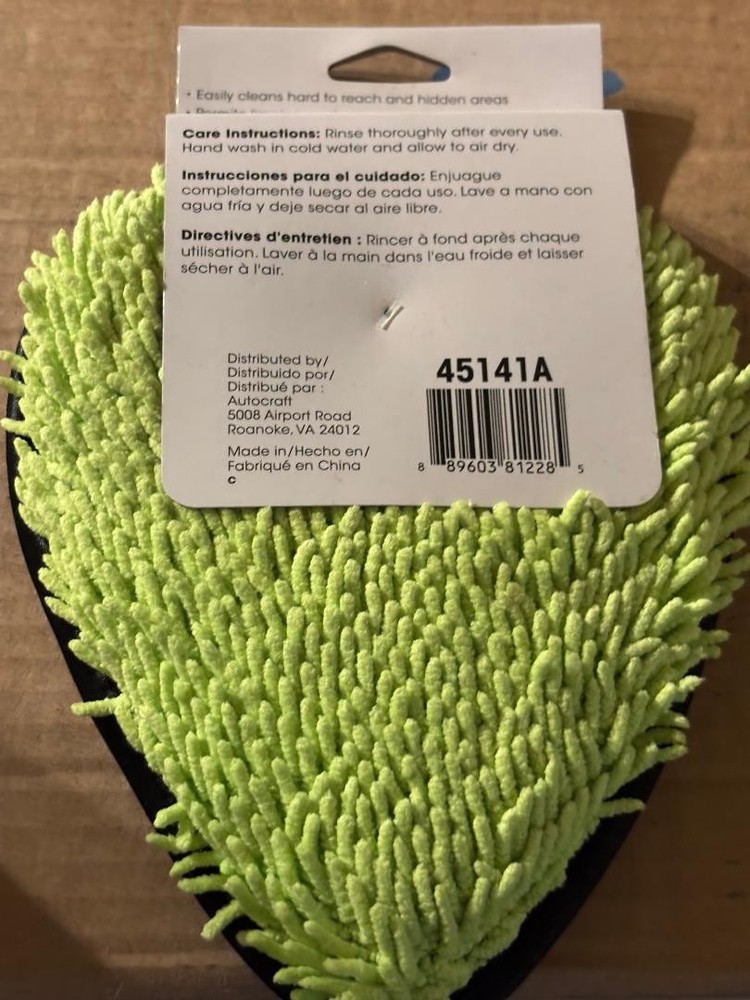 • Easily cleans hard to reach and hidden areas
Care Instructions: Rinse thoroughly after every use.
Hand wash in cold water and allow to air dry.
Instrucciones para el cuidado: Enjuague
completamente luego de cada uso. Lave a mano con
agua fría y deje secar al aire libre.
Directives d'entretien : Rincer à fond après chaque
utilisation. Laver à la main dans l'eau froide et laisser
sécher à l'air.
Distributed by/
Distribuido por/
Distribué par :
Autocraft
5008 Airport Road
Roanoke, VA 24012
Made in/Hecho en/
Fabriqué en China
c
45141A
8 89603 81228 5